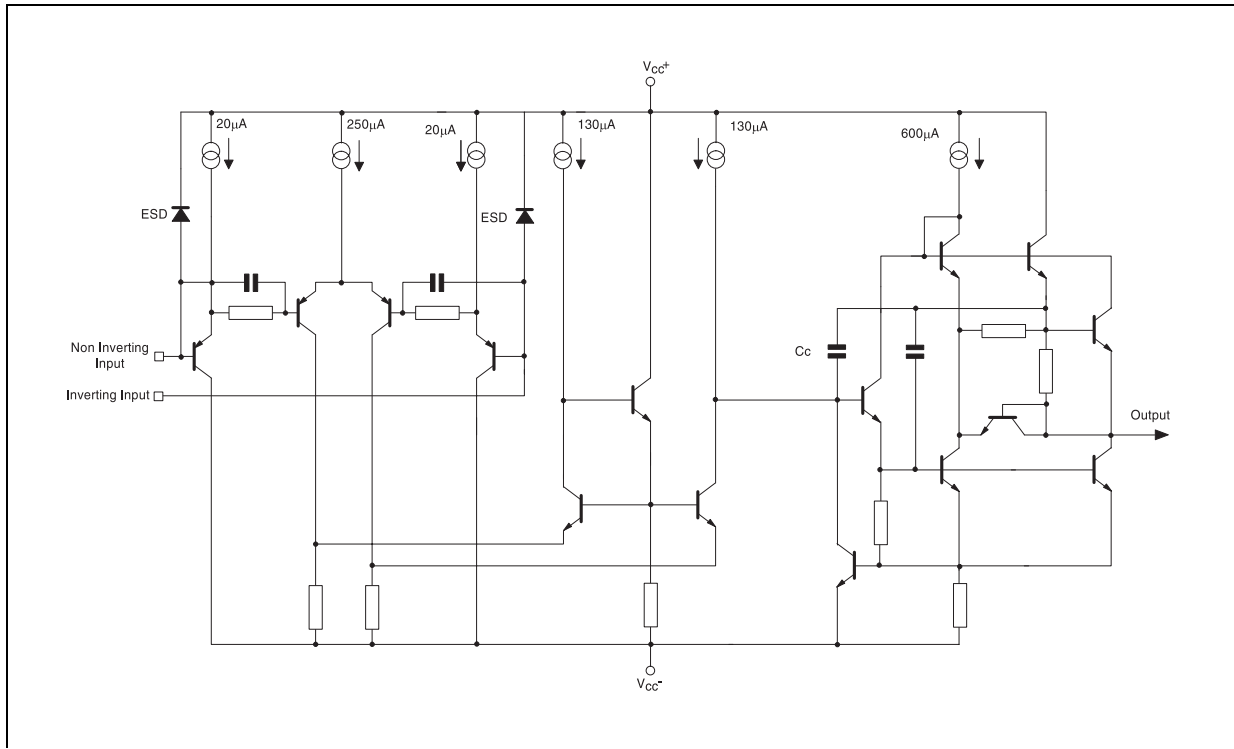 VCC+
20µA
250µA
20µA
130µA
130µA
600µA
ESD
ESD
Non Inverting
Input
Cc
Inverting Input
Output
VCC-